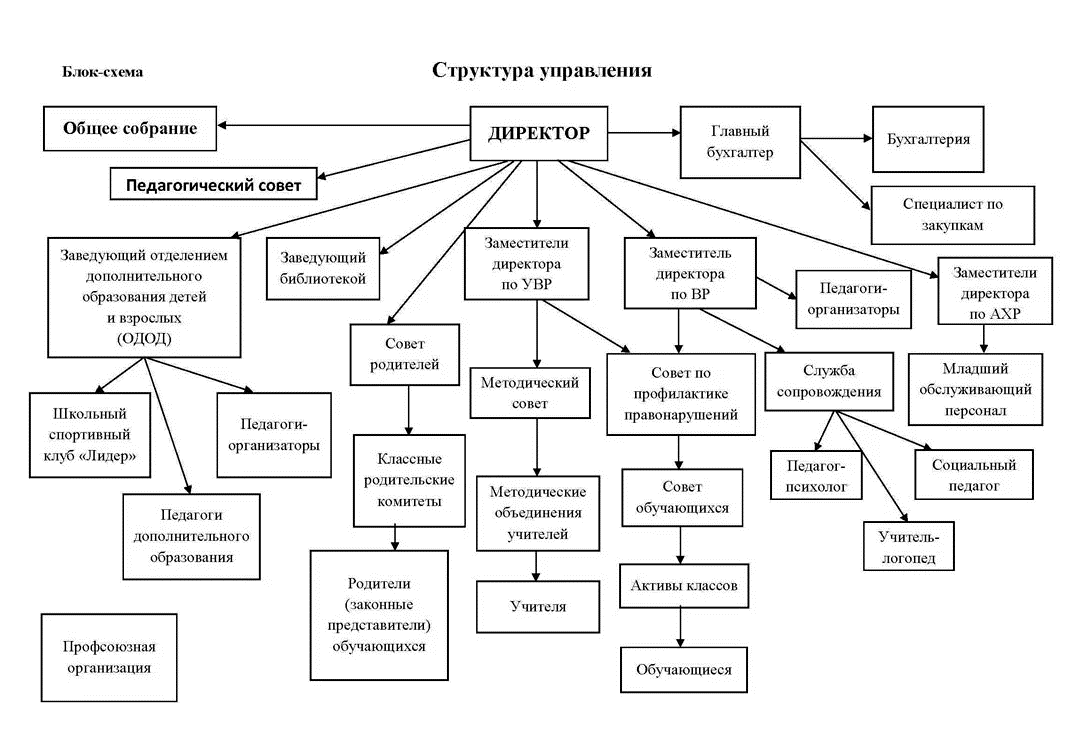 Блок-схема
Структура управления
Общее собрание
ДИРЕКТОР
Главный
бухгалтер
Бухгалтерия
Педагогический совет
Специалист по
закупкам
Заведующий отделением
дополнительного
образования детей
и взрослых
(ОДОД)
Заведующий
библиотекой
Заместители
директора
по УВР
Заместитель
директора
по ВР
Педагоги-
организаторы
Заместители
директора
по АХР
Совет
родителей
Методический
совет
Совет по
профилактике
правонарушений
Служба
сопровождения
Младший
обслуживающий
персонал
Школьный
спортивный
клуб «Лидер»
Педагоги-
организаторы
Классные
родительские
комитеты
Педагог-
психолог
Социальный
педагог
Педагоги
дополнительного
образования
Методические
объединения
учителей
Совет
обучающихся
Учитель-
логопед
Родители
(законные
представители)
обучающихся
Учителя
Активы классов
Профсоюзная
организация
Обучающиеся